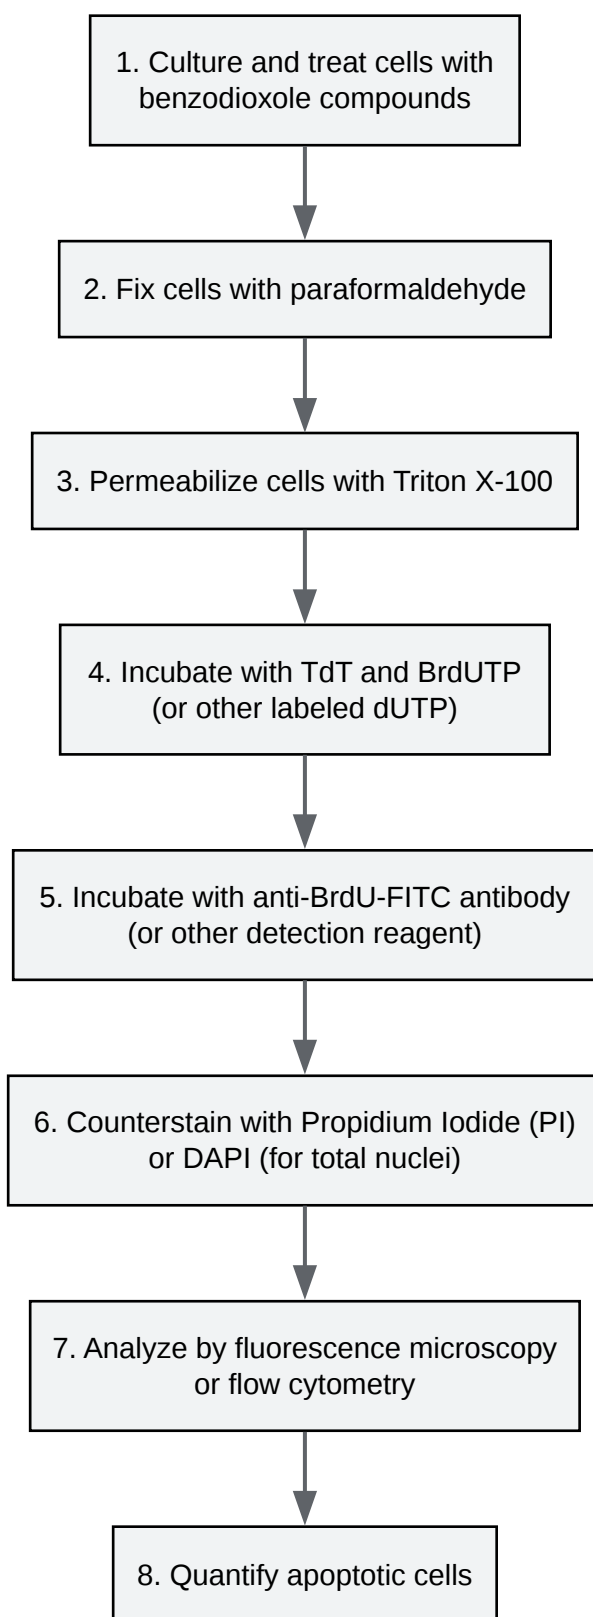 1. Culture and treat cells with
benzodioxole compounds
2. Fix cells with paraformaldehyde
3. Permeabilize cells with Triton X-100
4. Incubate with TdT and BrdUTP
(or other labeled dUTP)
5. Incubate with anti-BrdU-FITC antibody
(or other detection reagent)
6. Counterstain with Propidium Iodide (PI)
or DAPI (for total nuclei)
7. Analyze by fluorescence microscopy
or flow cytometry
8. Quantify apoptotic cells